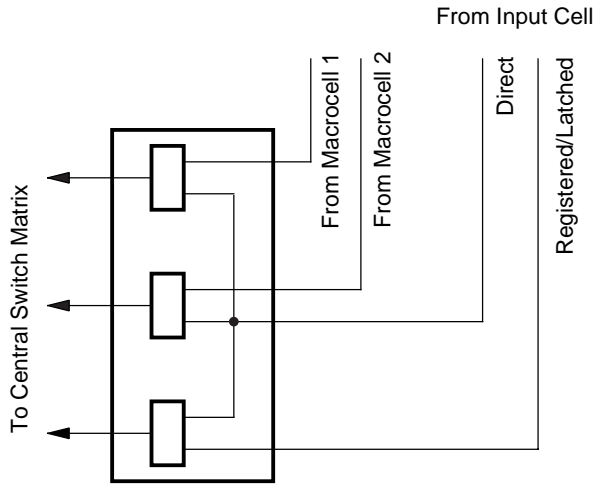 From Input Cell
From Macrocell 1
From Macrocell 2
Direct
Registered/Latched
To Central Switch Matrix